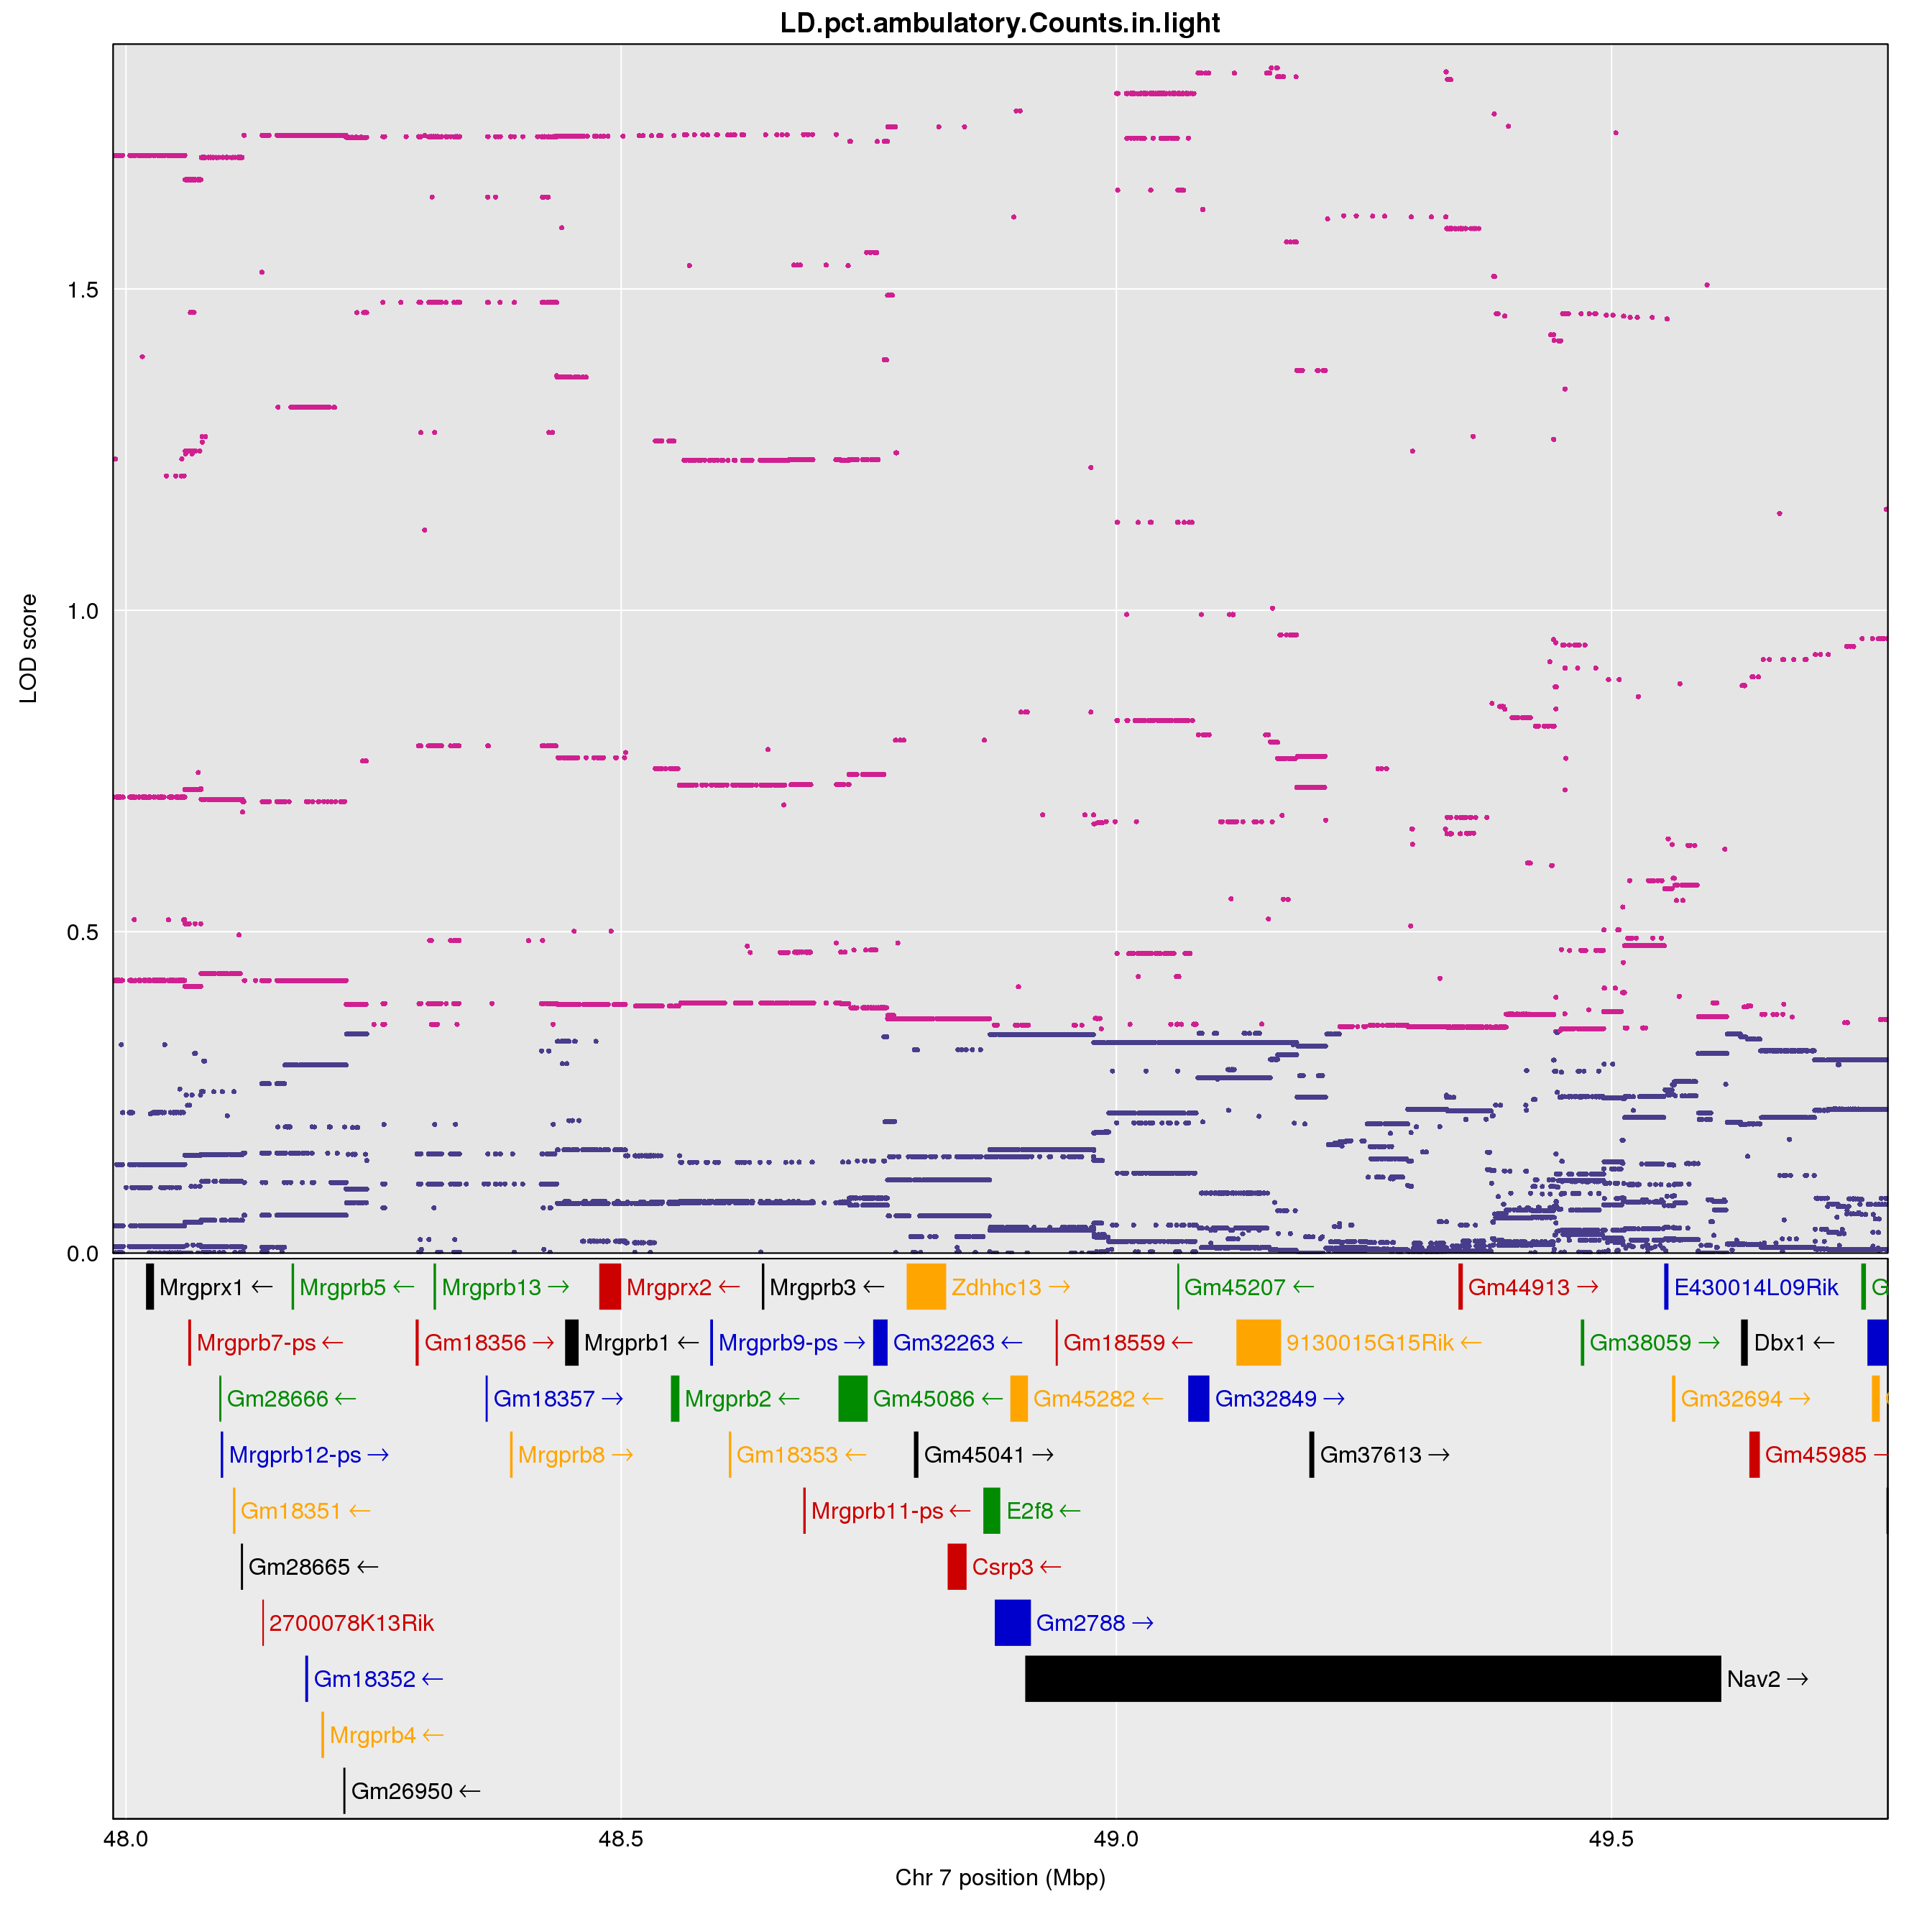 LD.pct.ambulatory.Counts.in.light
LOD score
1.5
1.0
0.5
0.0
Mrgprx1 ← Mrgprb5 ← Mrgprb13 → Mrgprx2 ← Mrgprb3 ← Zdhhc13 → Gm45207 ← Gm44913 → E430014L09Rik G
Mrgprb7-ps ← Gm18356 → Mrgprb1 ← Mrgprb9-ps → Gm32263 ← Gm18559 ← 9130015G15Rik ← Gm38059 → Dbx1 ←
Gm28666 ← Gm18357 → Mrgprb2 ← Gm45086 ← Gm45282 ← Gm32849 → Gm32694 →
Mrgprb12-ps → Mrgprb8 → Gm18353 ← Gm45041 → Gm37613 → Gm45985 →
Gm18351 ← Mrgprb11-ps ← E2f8 ←
Gm28665 ← Csrp3 ←
2700078K13Rik Gm2788 →
Gm18352 ← Nav2 →
Mrgprb4 ←
Gm26950 ←
48.0 48.5 49.0 49.5
Chr 7 position (Mbp)